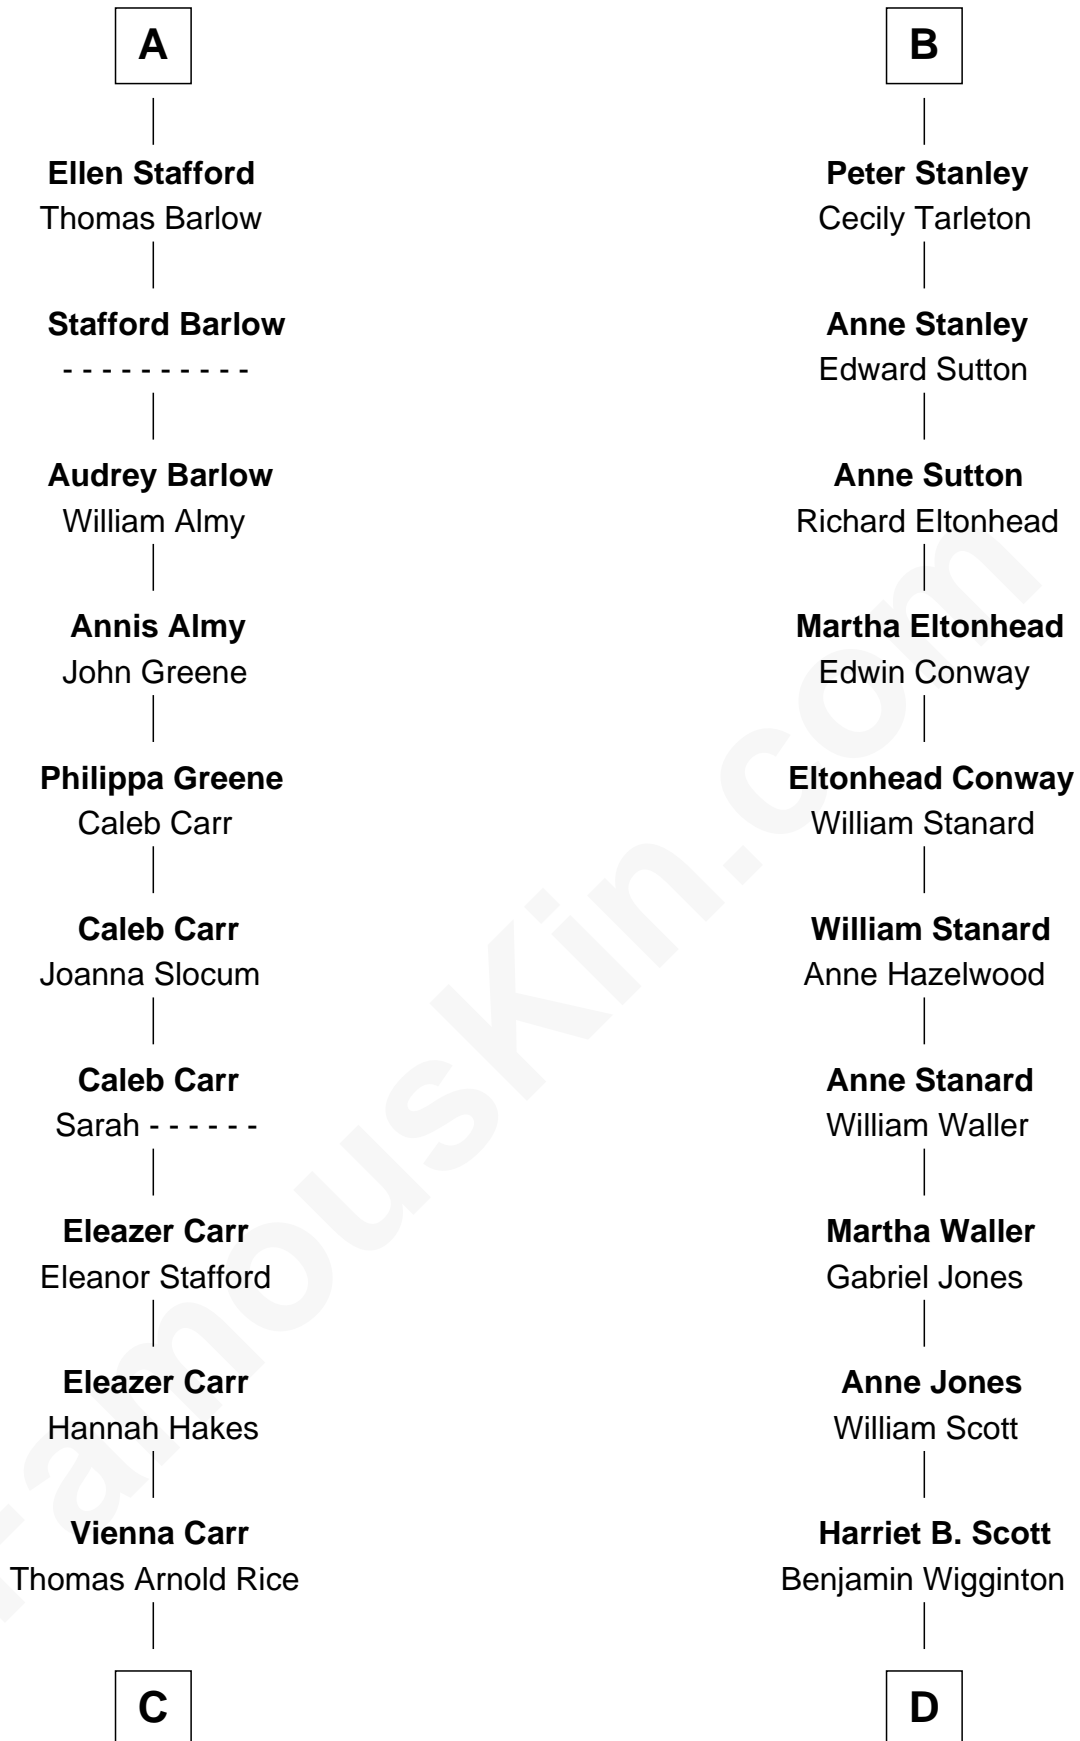 A
Ellen Stafford
Thomas Barlow
Stafford Barlow
- - - - - - - - - -
Audrey Barlow
William Almy
Annis Almy
John Greene
Philippa Greene
Caleb Carr
Caleb Carr
Joanna Slocum
Caleb Carr
Sarah - - - - - -
Eleazer Carr
Eleanor Stafford
Eleazer Carr
Hannah Hakes
Vienna Carr
Thomas Arnold Rice
C
B
Peter Stanley
Cecily Tarleton
Anne Stanley
Edward Sutton
Anne Sutton
Richard Eltonhead
Martha Eltonhead
Edwin Conway
Eltonhead Conway
William Stanard
William Stanard
Anne Hazelwood
Anne Stanard
William Waller
Martha Waller
Gabriel Jones
Anne Jones
William Scott
Harriet B. Scott
Benjamin Wigginton
D
FamousKin.com